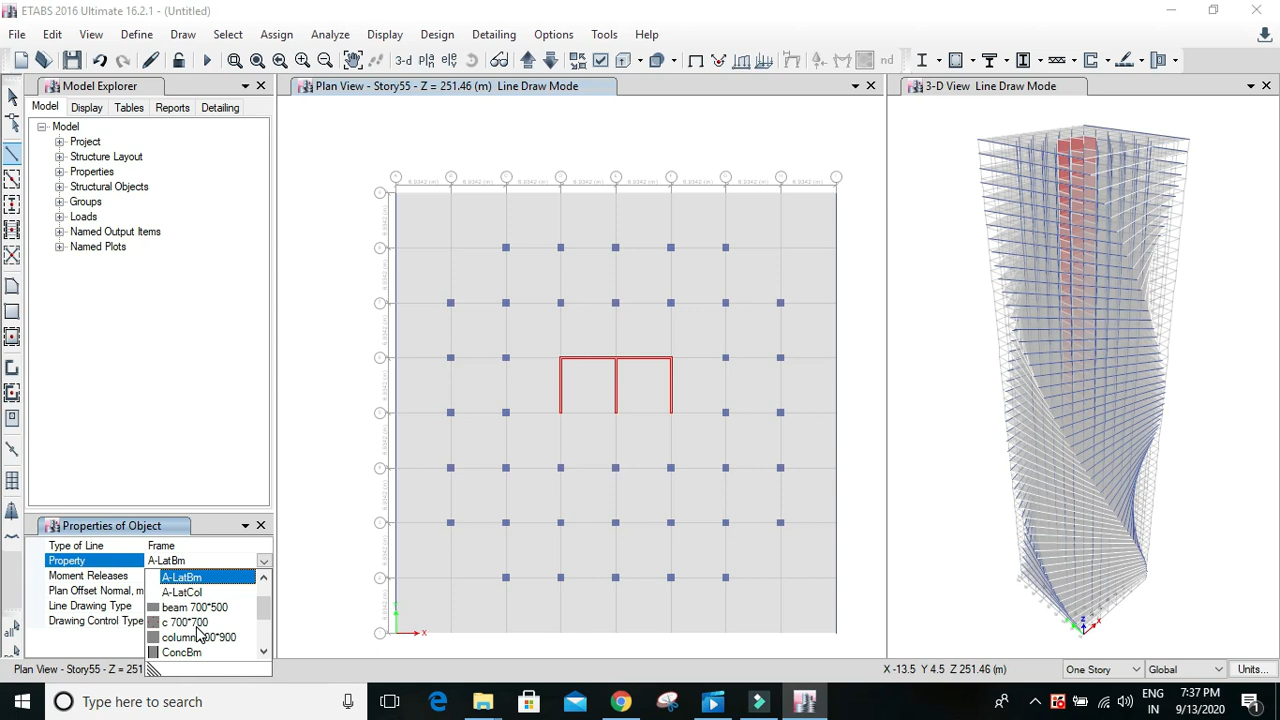 ETABS 2016 Ultimate 16.2.1 - (Untitled)
File Edit View Define Draw Select Assign Analyze Display Design Detailing Options Tools Help
3-d nd
Model Explorer
Plan View - Story55 - Z = 251.46 (m) Line Draw Mode
3-D View Line Draw Mode
Model Display Tables Reports Detailing
Model
Project
Structure Layout
Properties
Structural Objects
Groups
Loads
Named Output Items
Named Plots
X
Z
X
Properties of Object
Type of Line Frame
Property A-LatBm
Moment Releases
Plan Offset Normal, m
Line Drawing Type
Drawing Control Type
A-LatBm
A-LatCol
beam 700*500
c 700*700
ConcBm
Plan View - Story55 - Z = 251
X -13.5 Y 4.5 Z 251.46 (m)
One Story
Global
Units...
Type here to search
ENG
IN
7:37 PM
9/13/2020